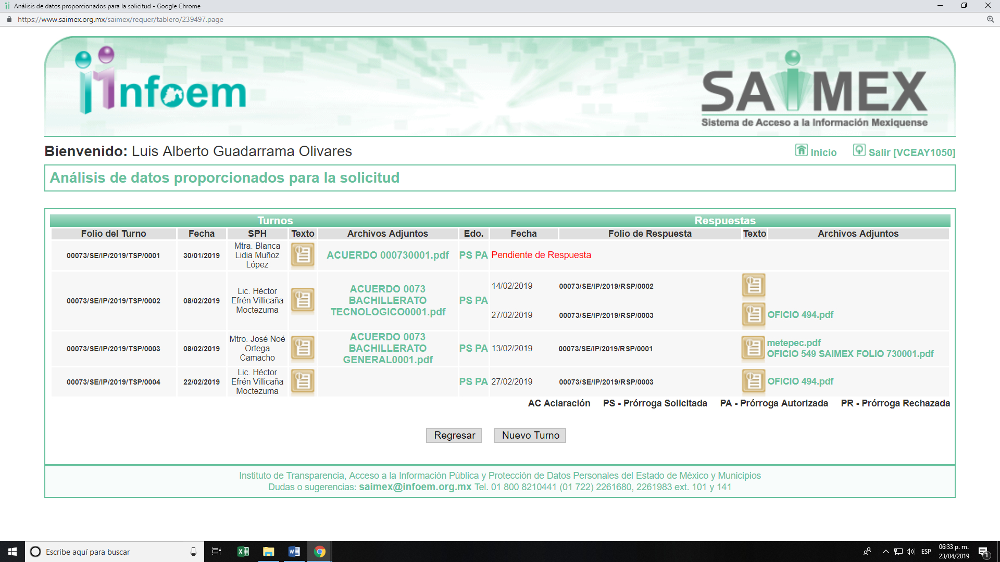 Análisis de datos proporcionados para la solicitud - Google Chrome
https://www.saimex.org.mx/saimex/requer/tablero/239497.page
infoem
SAIMEX
Sistema de Acceso a la Información Mexiquense
Bienvenido: Luis Alberto Guadarrama Olivares
Inicio
Salir [VCEAY1050]
Análisis de datos proporcionados para la solicitud
Turnos Respuestas
Folio del Turno Fecha SPH Texto Archivos Adjuntos Edo. Fecha Folio de Respuesta Texto Archivos Adjuntos
00073/SE/IP/2019/TSP/0001
30/01/2019
Mtra. Blanca
Lidia Muñoz
López
ACUERDO 000730001.pdf
PS PA
Pendiente de Respuesta
00073/SE/IP/2019/TSP/0002
08/02/2019
Lic. Héctor
Efrén Villicaña
Moctezuma
ACUERDO 0073
BACHILLERATO
TECNOLOGICO0001.pdf
PS PA
14/02/2019 00073/SE/IP/2019/RSP/0002
27/02/2019 00073/SE/IP/2019/RSP/0003 OFICIO 494.pdf
00073/SE/IP/2019/TSP/0003
08/02/2019
Mtro. José Noé
Ortega
Camacho
ACUERDO 0073
BACHILLERATO
GENERAL0001.pdf
PS PA
13/02/2019
00073/SE/IP/2019/RSP/0001
metepec.pdf
OFICIO 549 SAIMEX FOLIO 730001.pdf
00073/SE/IP/2019/TSP/0004
22/02/2019
Lic. Héctor
Efrén Villicaña
Moctezuma
PS PA
27/02/2019
00073/SE/IP/2019/RSP/0003
OFICIO 494.pdf
AC Aclaración PS - Prórroga Solicitada PA - Prórroga Autorizada PR - Prórroga Rechazada
Regresar
Nuevo Turno
Instituto de Transparencia, Acceso a la Información Pública y Protección de Datos Personales del Estado de México y Municipios
Dudas o sugerencias: saimex@infoem.org.mx Tel. 01 800 8210441 (01 722) 2261680, 2261983 ext. 101 y 141
Escribe aquí para buscar
ESP
06:33 p. m.
23/04/2019
1